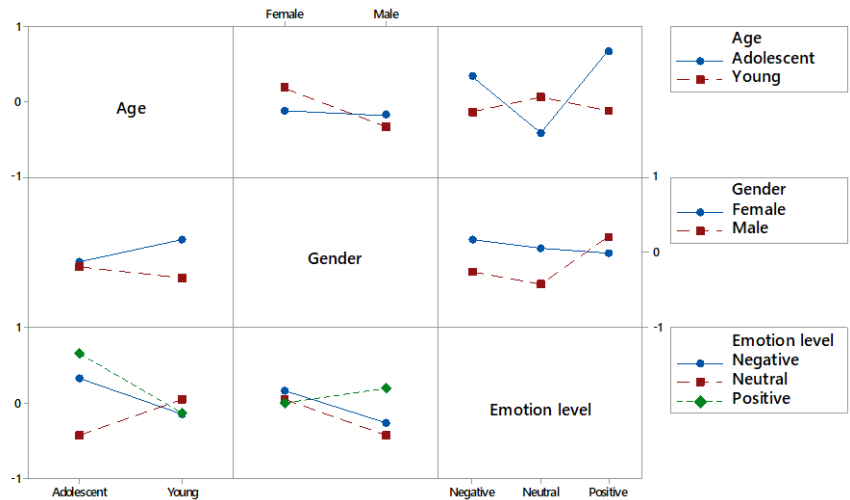 Female Male
1
0
-1
Age
Age
Adolescent
Young
Gender
1
0
-1
Gender
Female
Male
1
0
-1
Emotion level
Emotion level
Negative
Neutral
Positive
Adolescent Young
Negative Neutral Positive